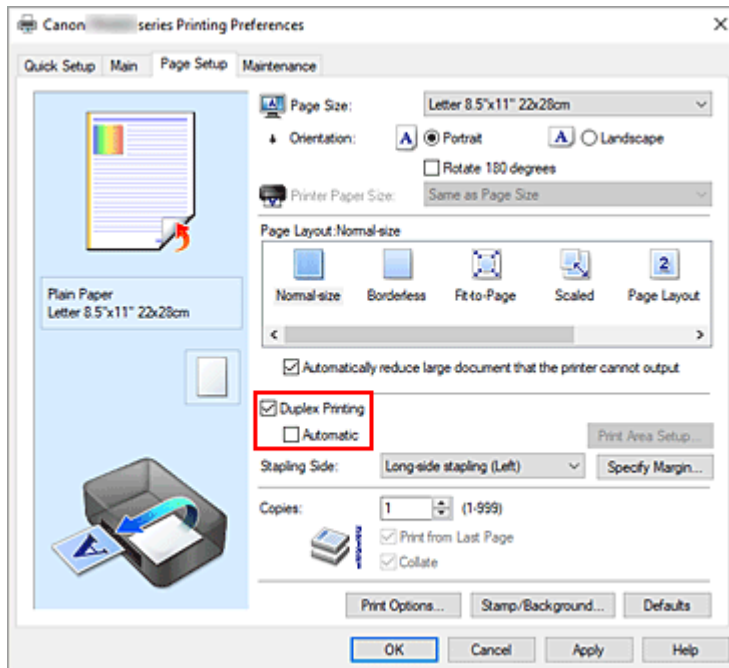 Canon series Printing Preferences
Quick Setup Main Page Setup Maintenance
Page Size: Letter 8.5"x11" 22x28cm
Orientation: A Portrait A Landscape
Rotate 180 degrees
Printer Paper Size: Same as Page Size
Page Layout:Normal-size
2
Normal-size Borderless Fit-to-Page Scaled Page Layout
Plain Paper
Letter 8.5"x11" 22x28cm
Automatically reduce large document that the printer cannot output
Duplex Printing
Automatic Print Area Setup...
Stapling Side: Long-side stapling (Left) Specify Margin...
Copies: 1 (1-999)
Print from Last Page
Collate
A
Print Options... Stamp/Background... Defaults
OK Cancel Apply Help